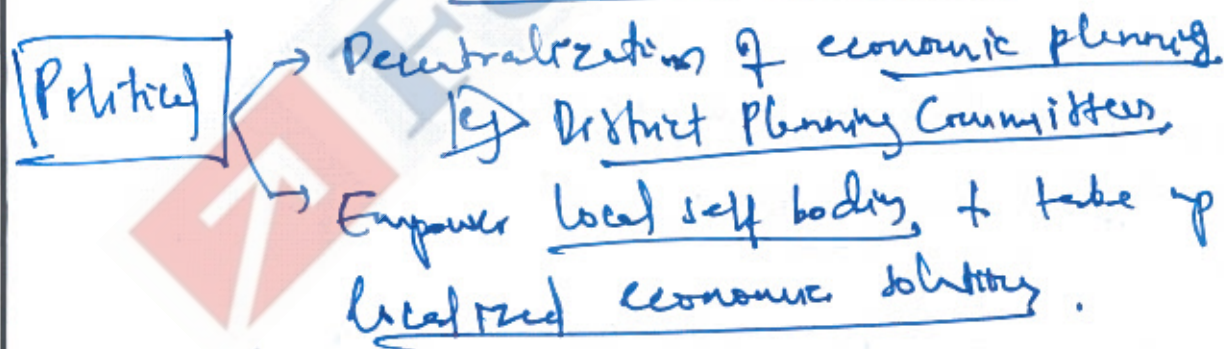 Political → Decentralization of economic planning.
eg District Planning Committees.
→ Empower local self bodies, to take up
localized economic solutions.